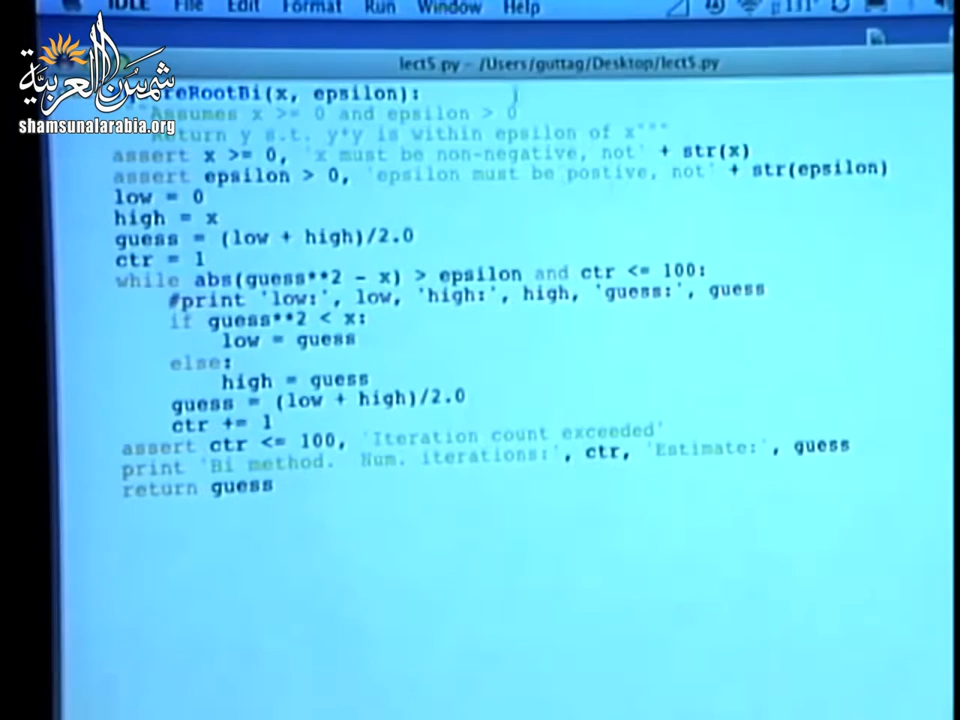 IDLE File Edit Format Run Window Help
شمس العربية
shamsunalarabia.org
lect5.py - /Users/guttag/Desktop/lect5.py
reRootBi(x, epsilon):
Assumes x >= 0 and epsilon > 0
Return y s.t. y*y is within epsilon of x"""
assert x >= 0, 'x must be non-negative, not' + str(x)
assert epsilon > 0, 'epsilon must be postive, not' + str(epsilon)
low = 0
high = x
guess = (low + high)/2.0
ctr = 1
while abs(guess**2 - x) > epsilon and ctr <= 100:
#print 'low:', low, 'high:', high, 'guess:', guess
if guess**2 < x:
low = guess
else:
high = guess
guess = (low + high)/2.0
ctr += 1
assert ctr <= 100, 'Iteration count exceeded'
print 'Bi method. Num. iterations:', ctr, 'Estimate:', guess
return guess